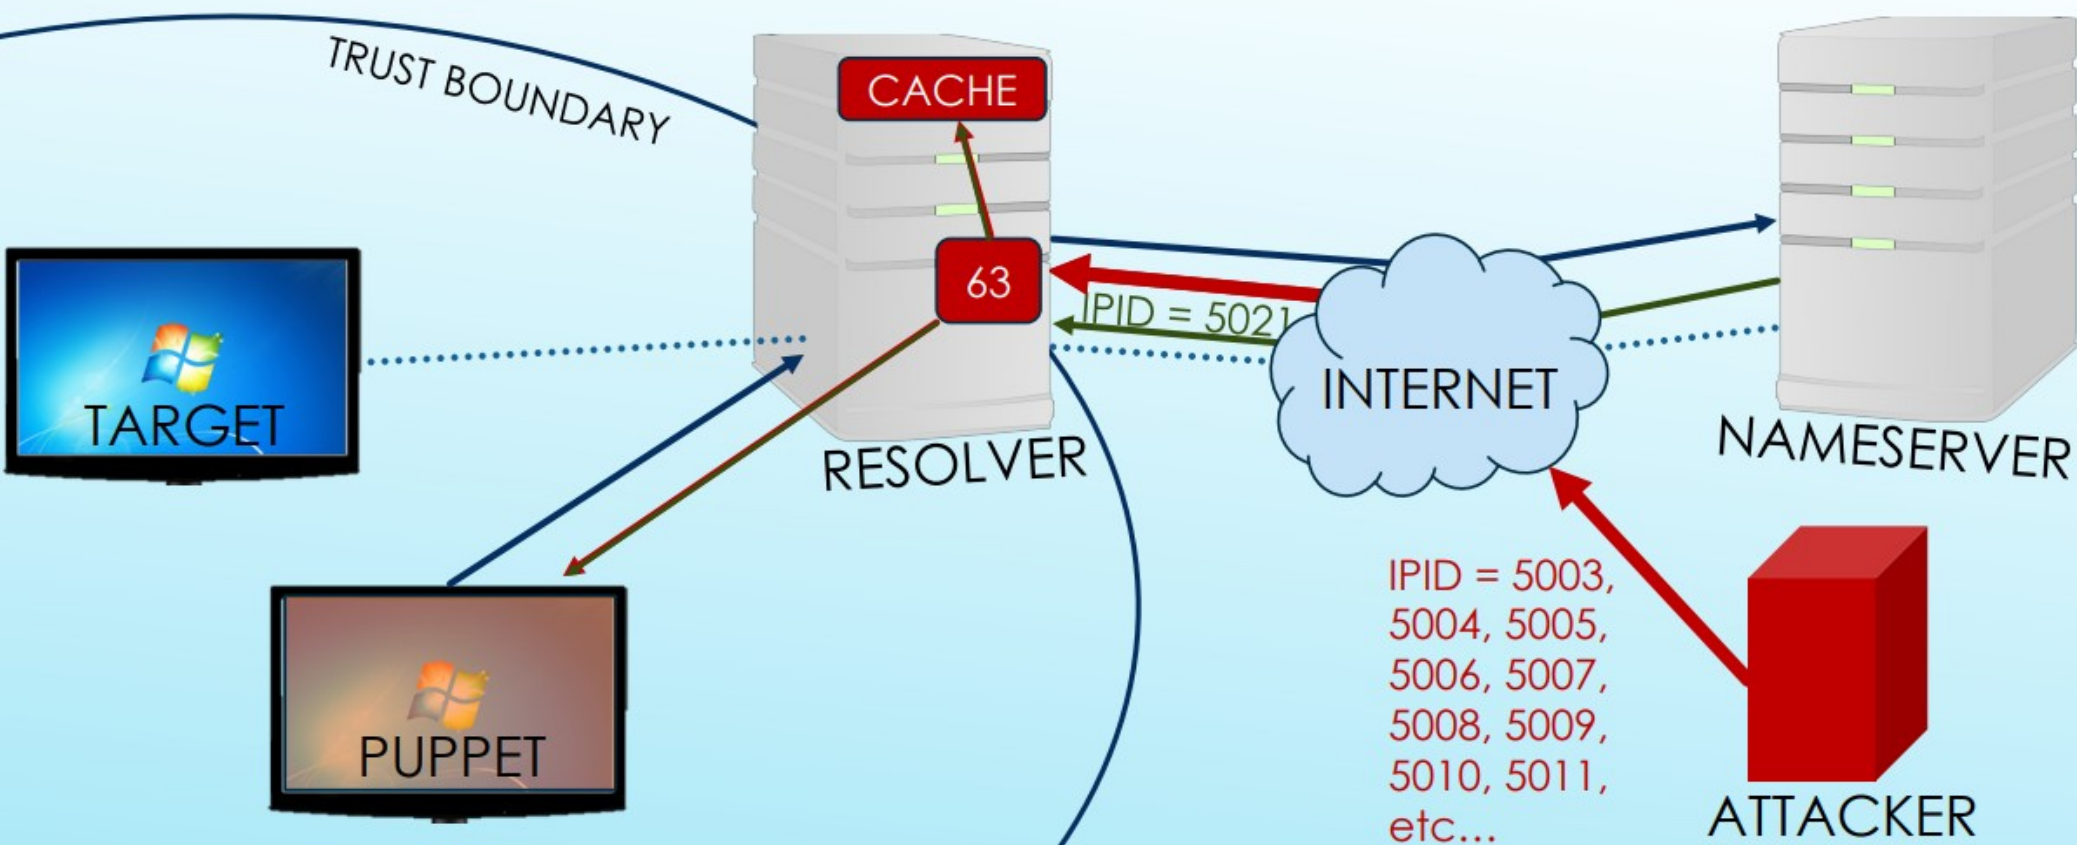 TRUST BOUNDARY
CACHE
63
IPID = 5021
TARGET
INTERNET
RESOLVER
NAMESERVER
PUPPET
IPID = 5003,
5004, 5005,
5006, 5007,
5008, 5009,
5010, 5011,
etc...
ATTACKER